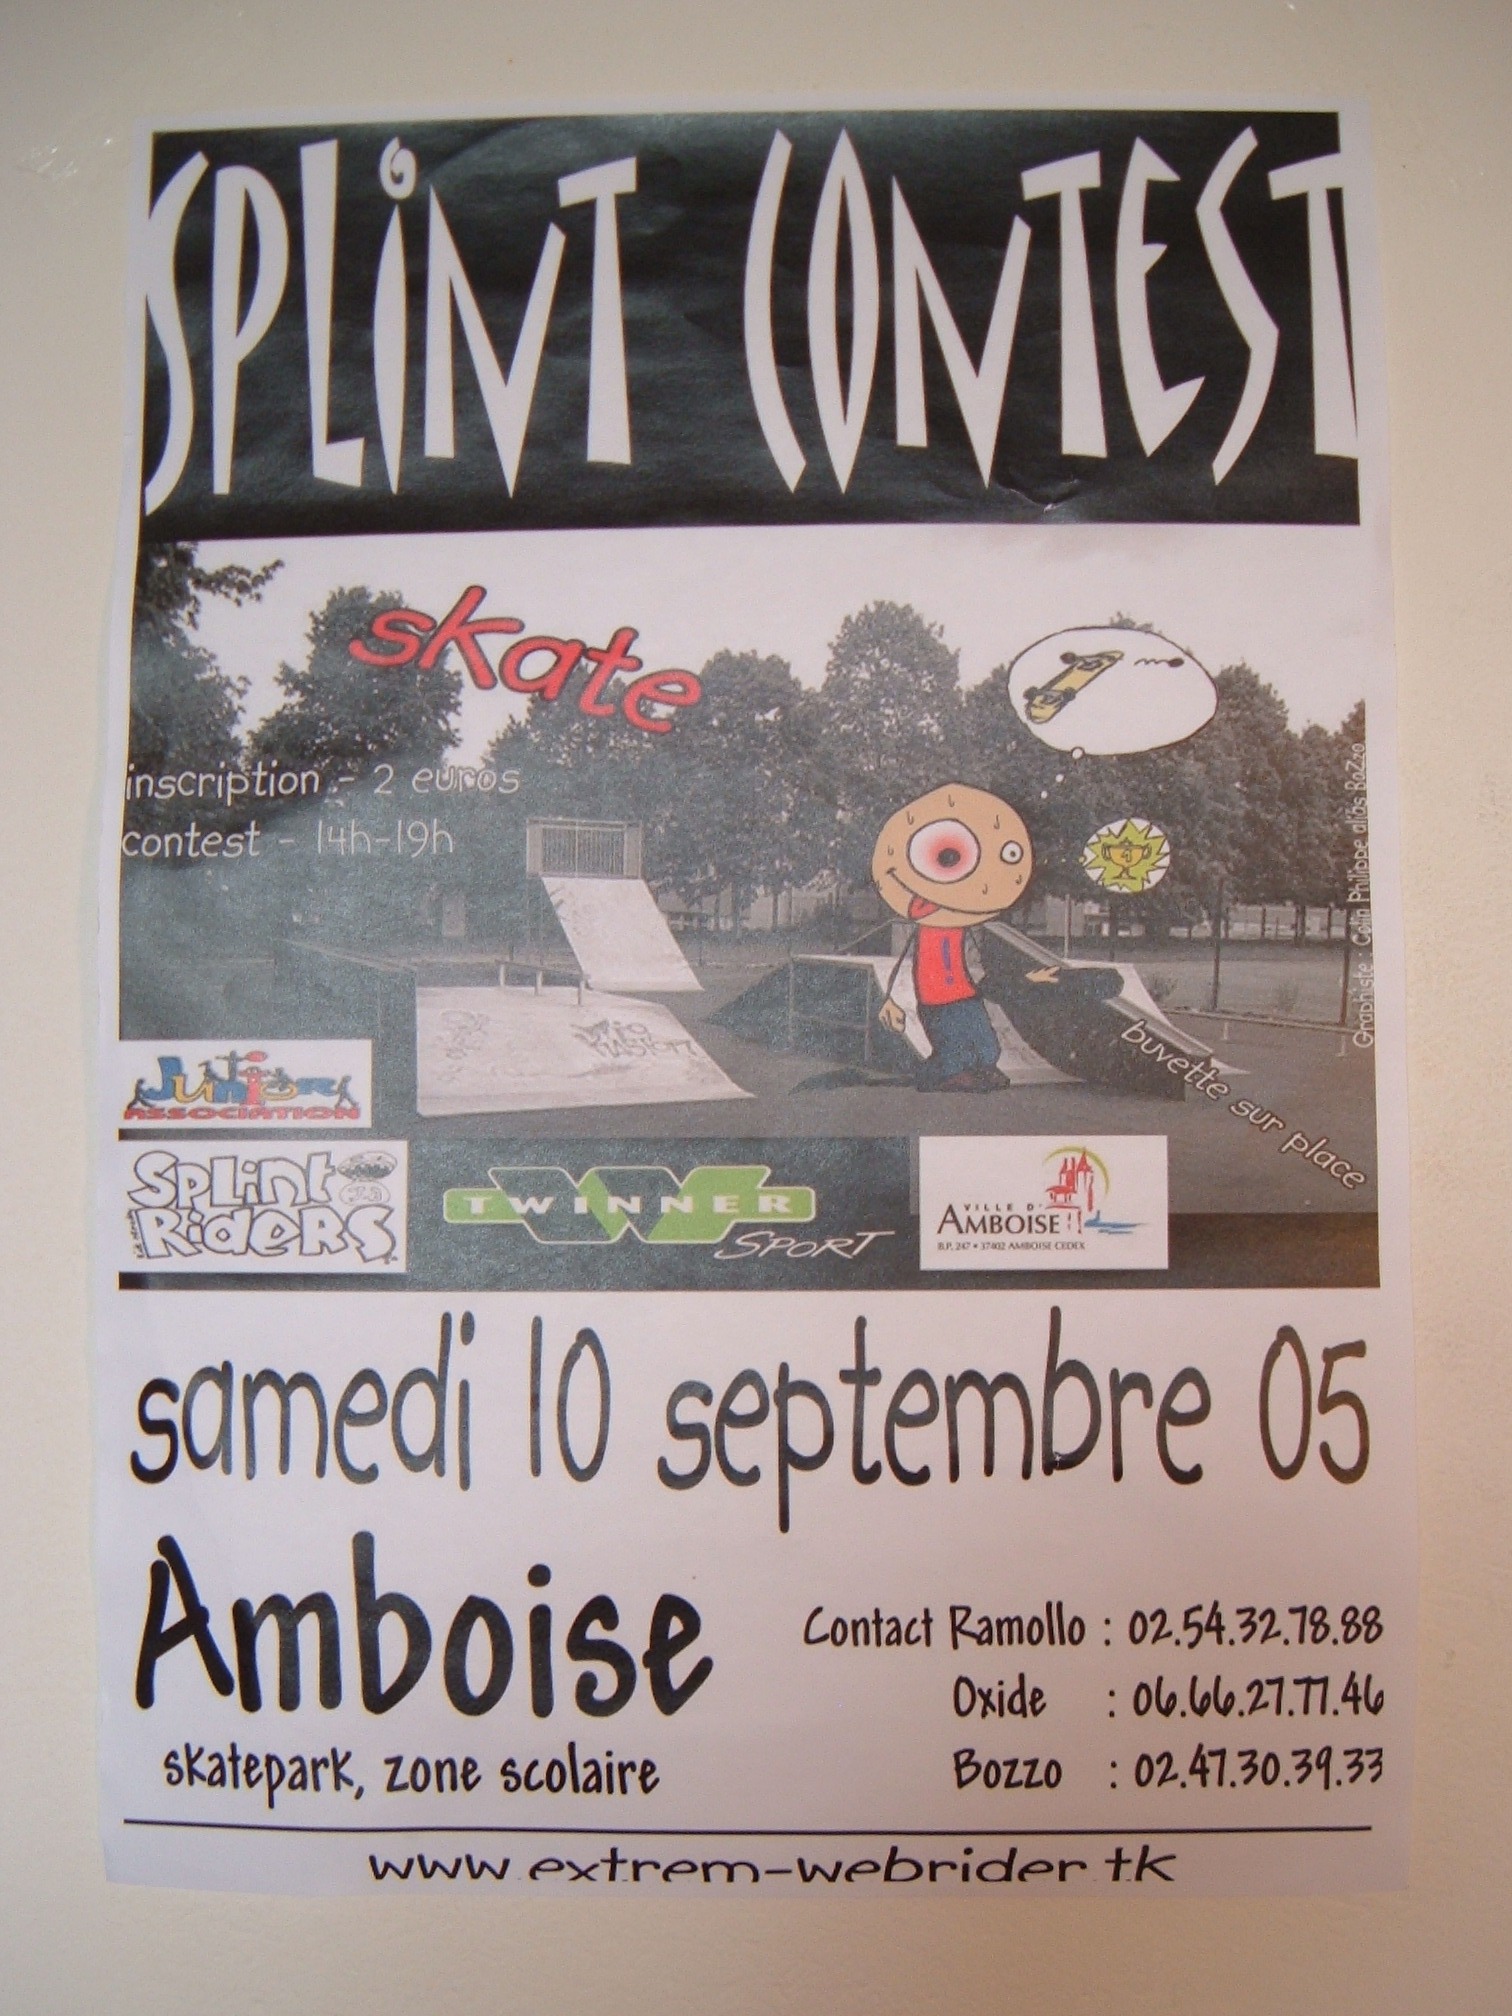 SPLiNT CONTEST
skate
inscription - 2 euros
contest - 14h-19h
Graphiste : Colin Philippe alias BoZzo
buvette sur place
Junior
ASSOCIATION
SPLint
RiDERS
TWINNER
SPORT
VILLE D'
AMBOISE
B.P. 247 • 37402 AMBOISE CEDEX
samedi 10 septembre 05
Amboise
skatepark, zone scolaire
Contact Ramollo : 02.54.32.78.88
Oxide : 06.66.27.77.46
Bozzo : 02.47.30.39.33
www.extrem-webrider.tk